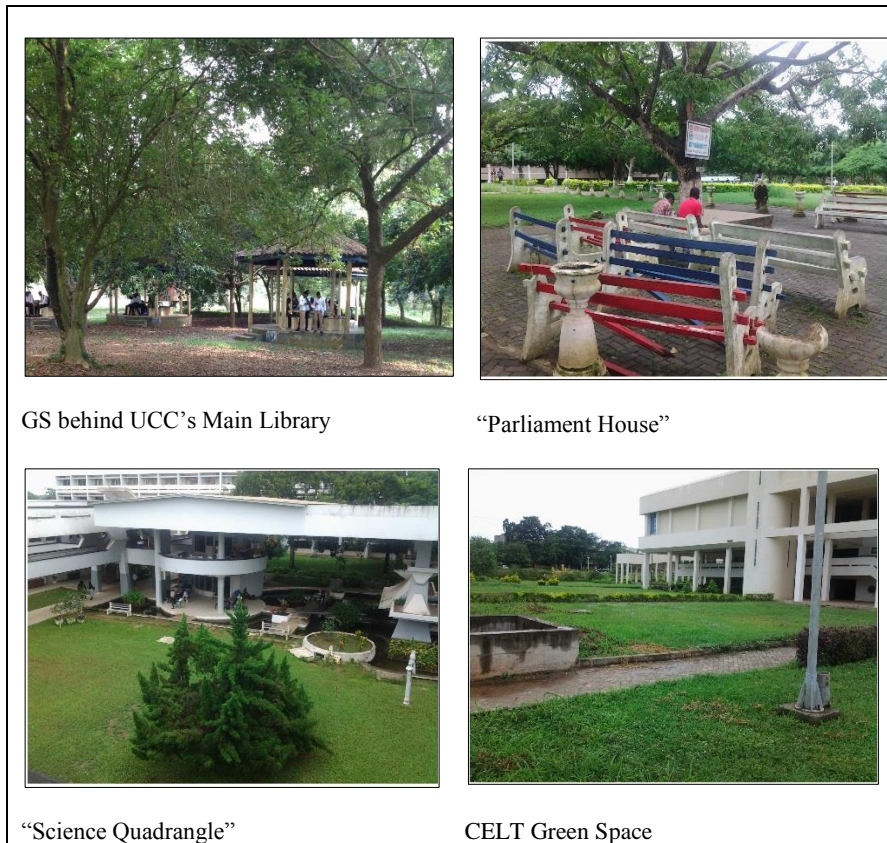 GS behind UCC’s Main Library
“Parliament House”
“Science Quadrangle”
CELT Green Space